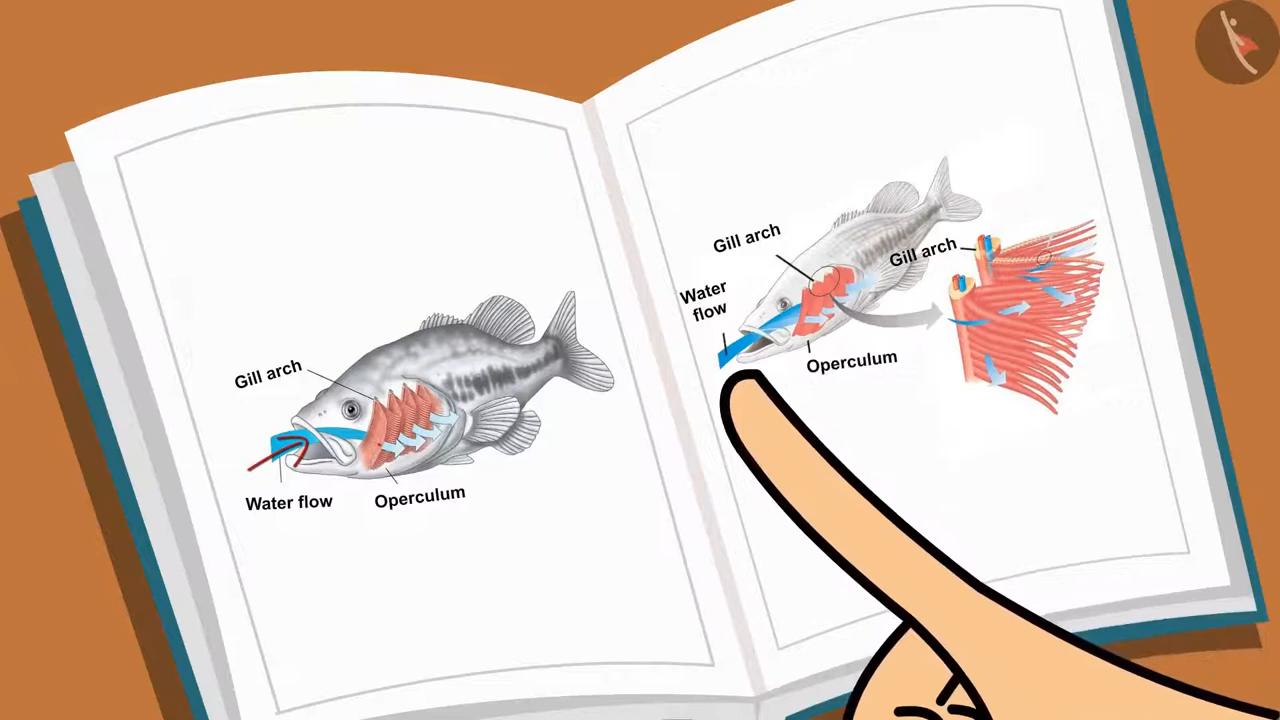 Gill arch
Water flow
Operculum
Gill arch
Water
flow
Operculum
Gill arch